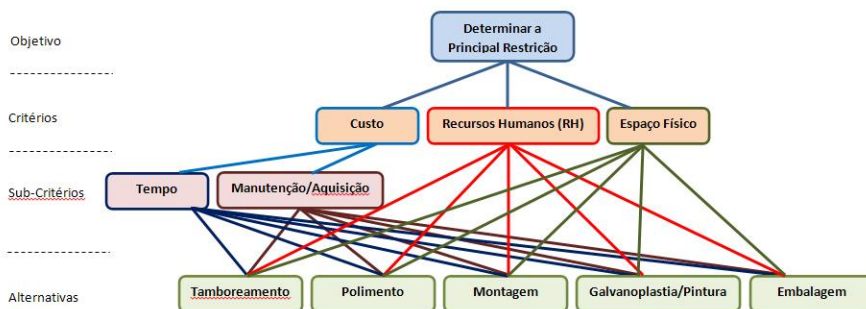 Objetivo
Determinar a
Principal Restrição
Critérios
Custo
Recursos Humanos (RH)
Espaço Físico
Sub-Critérios
Tempo
Manutenção/Aquisição
Alternativas
Tamboreamento
Polimento
Montagem
Galvanoplastia/Pintura
Embalagem